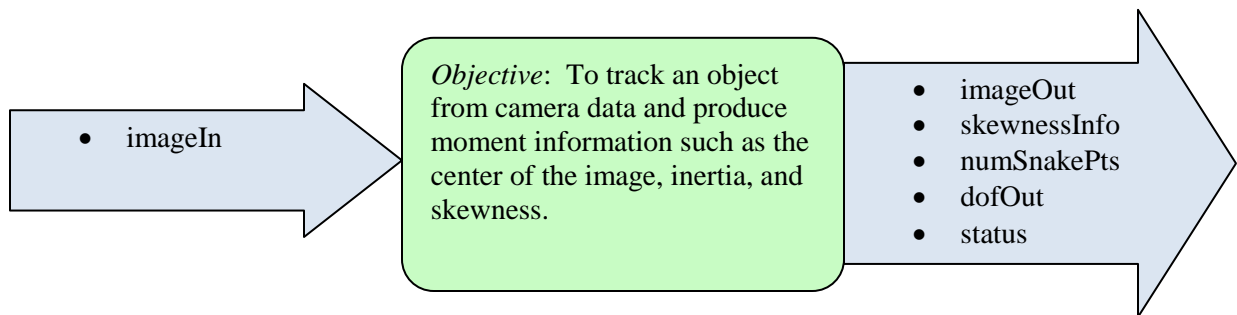 • imageIn
Objective: To track an object
from camera data and produce
moment information such as the
center of the image, inertia, and
skewness.
• imageOut
• skewnessInfo
• numSnakePts
• dofOut
• status